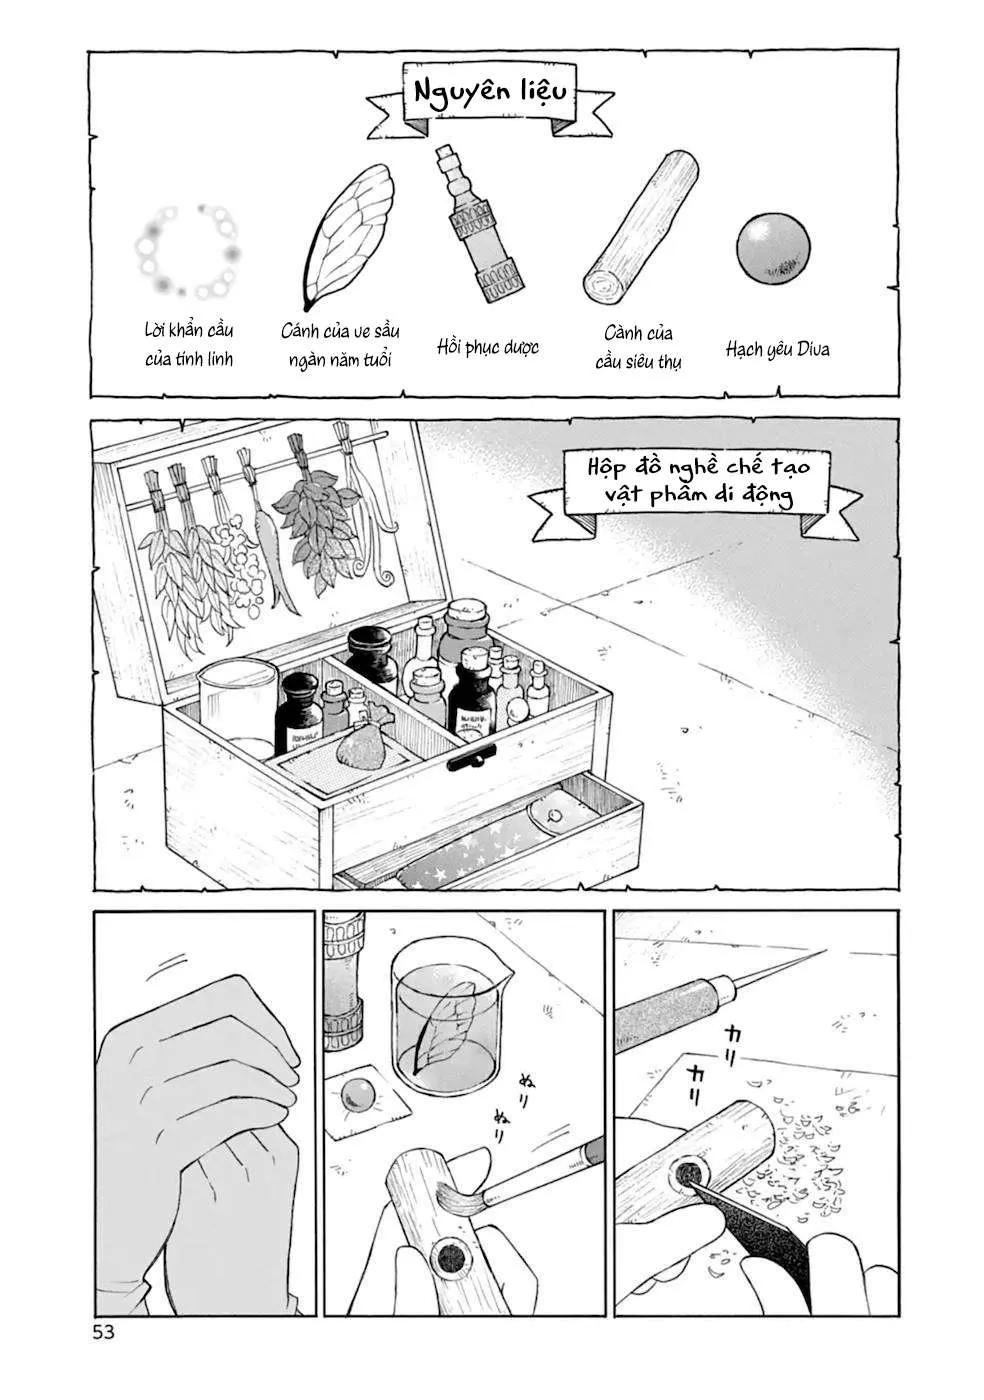 Nguyên liệu
Lời khẩn cầu
của tính linh
Cánh của ve sầu
ngàn năm tuổi
Hồi phục dược
Cành của
cầu siêu thụ
Hạch yêu Diva
Hộp đồ nghề chế tạo
vật phẩm di động
カリ
カリ
ぬり
ぬり
53